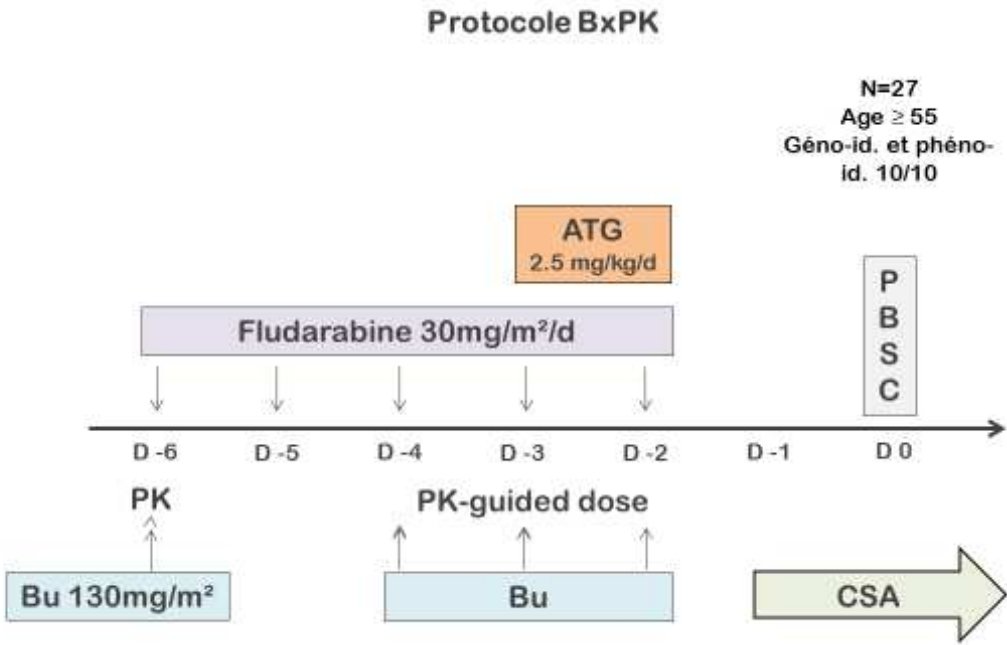 Protocole BxPK
N=27
Age ≥ 55
Géno-id. et phéno-
id. 10/10
ATG
2.5 mg/kg/d
Fludarabine 30mg/m²/d
P
B
S
C
D -6 D -5 D -4 D -3 D -2 D -1 D 0
PK PK-guided dose
Bu 130mg/m² Bu CSA